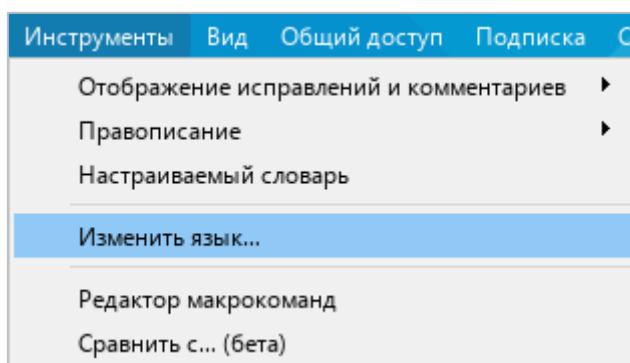 Инструменты Вид Общий доступ Подписка
Отображение исправлений и комментариев
Правописание
Настраиваемый словарь
Изменить язык...
Редактор макрокоманд
Сравнить с... (бета)